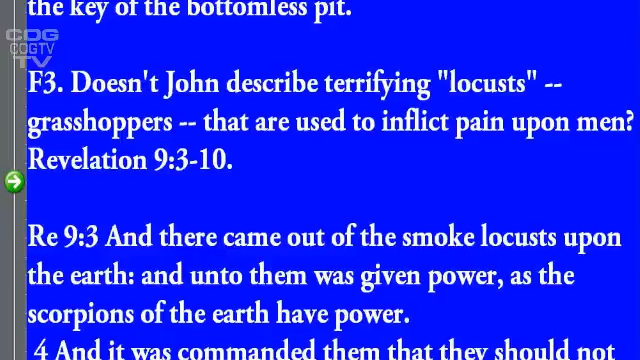 the key of the bottomless pit.
COG
COGTV
TV
F3. Doesn't John describe terrifying "locusts" --
grasshoppers -- that are used to inflict pain upon men?
Revelation 9:3-10.
Re 9:3 And there came out of the smoke locusts upon
the earth: and unto them was given power, as the
scorpions of the earth have power.
4 And it was commanded them that they should not